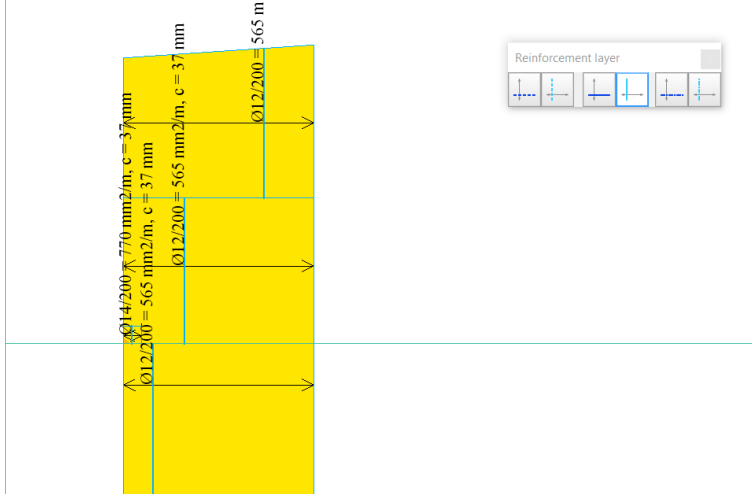 Reinforcement layer
Ø14/200 = 770 mm2/m, c = 37 mm
Ø12/200 = 565 mm2/m, c = 37 mm
Ø12/200 = 565 mm2/m, c = 37 mm
Ø12/200 = 565 m